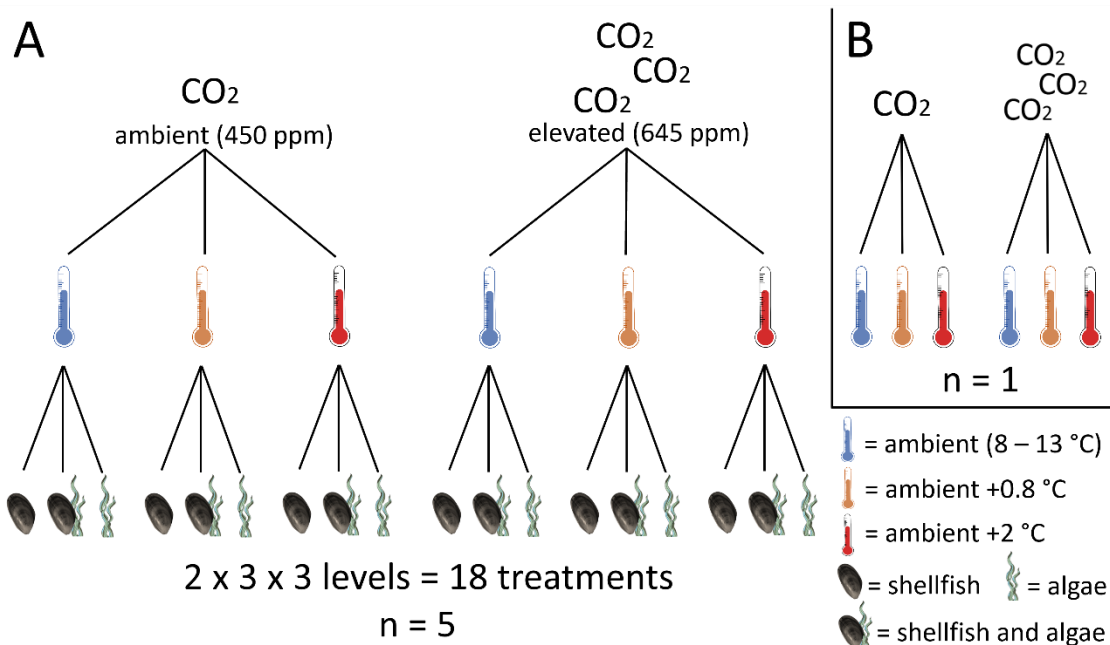 A
CO2
ambient (450 ppm)
CO2
CO2
CO2
elevated (645 ppm)
2 x 3 x 3 levels = 18 treatments
n = 5
B
CO2
CO2
CO2
CO2
n = 1
= ambient (8 – 13 °C)
= ambient +0.8 °C
= ambient +2 °C
= shellfish = algae
= shellfish and algae